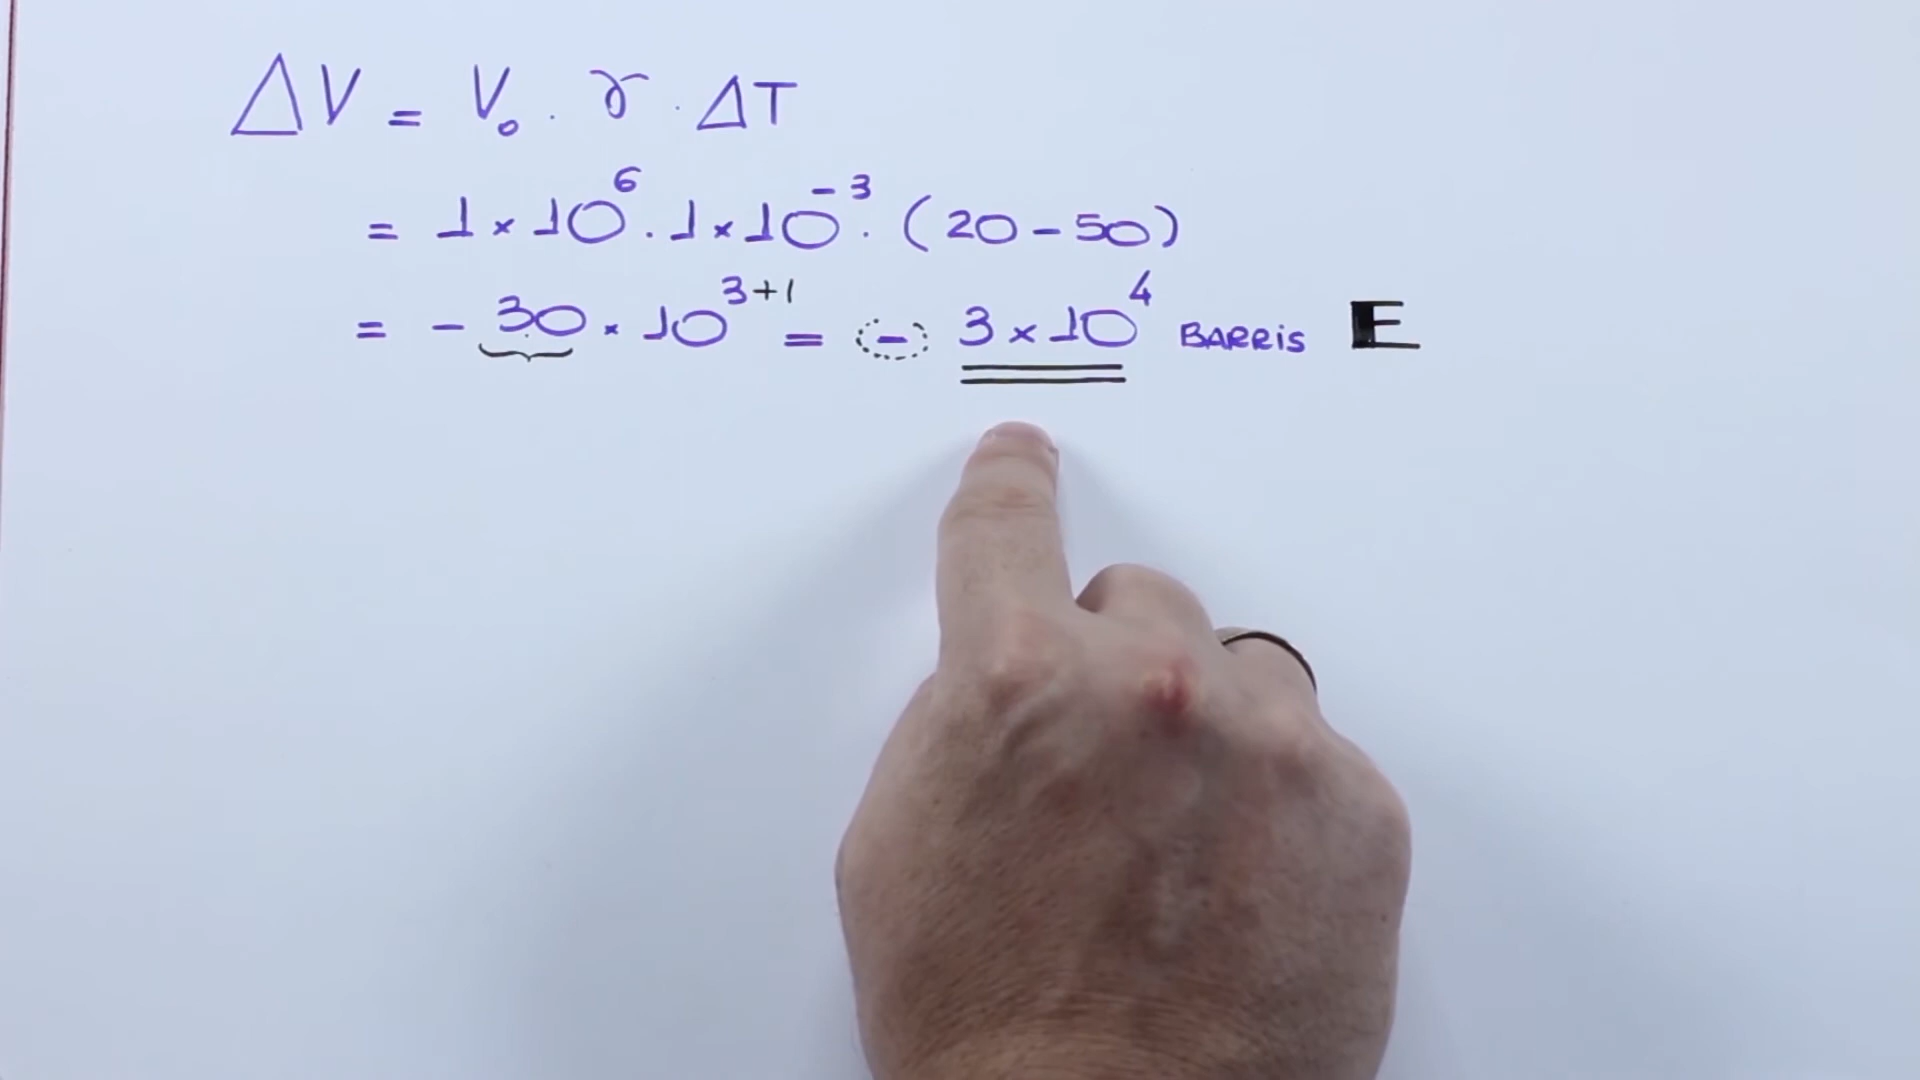 ΔV = V₀ . γ . ΔT
= 1 × 10⁶ . 1 × 10⁻³ . (20 - 50)
= - 30 × 10³⁺¹ = - 3 × 10⁴ BARRiS E